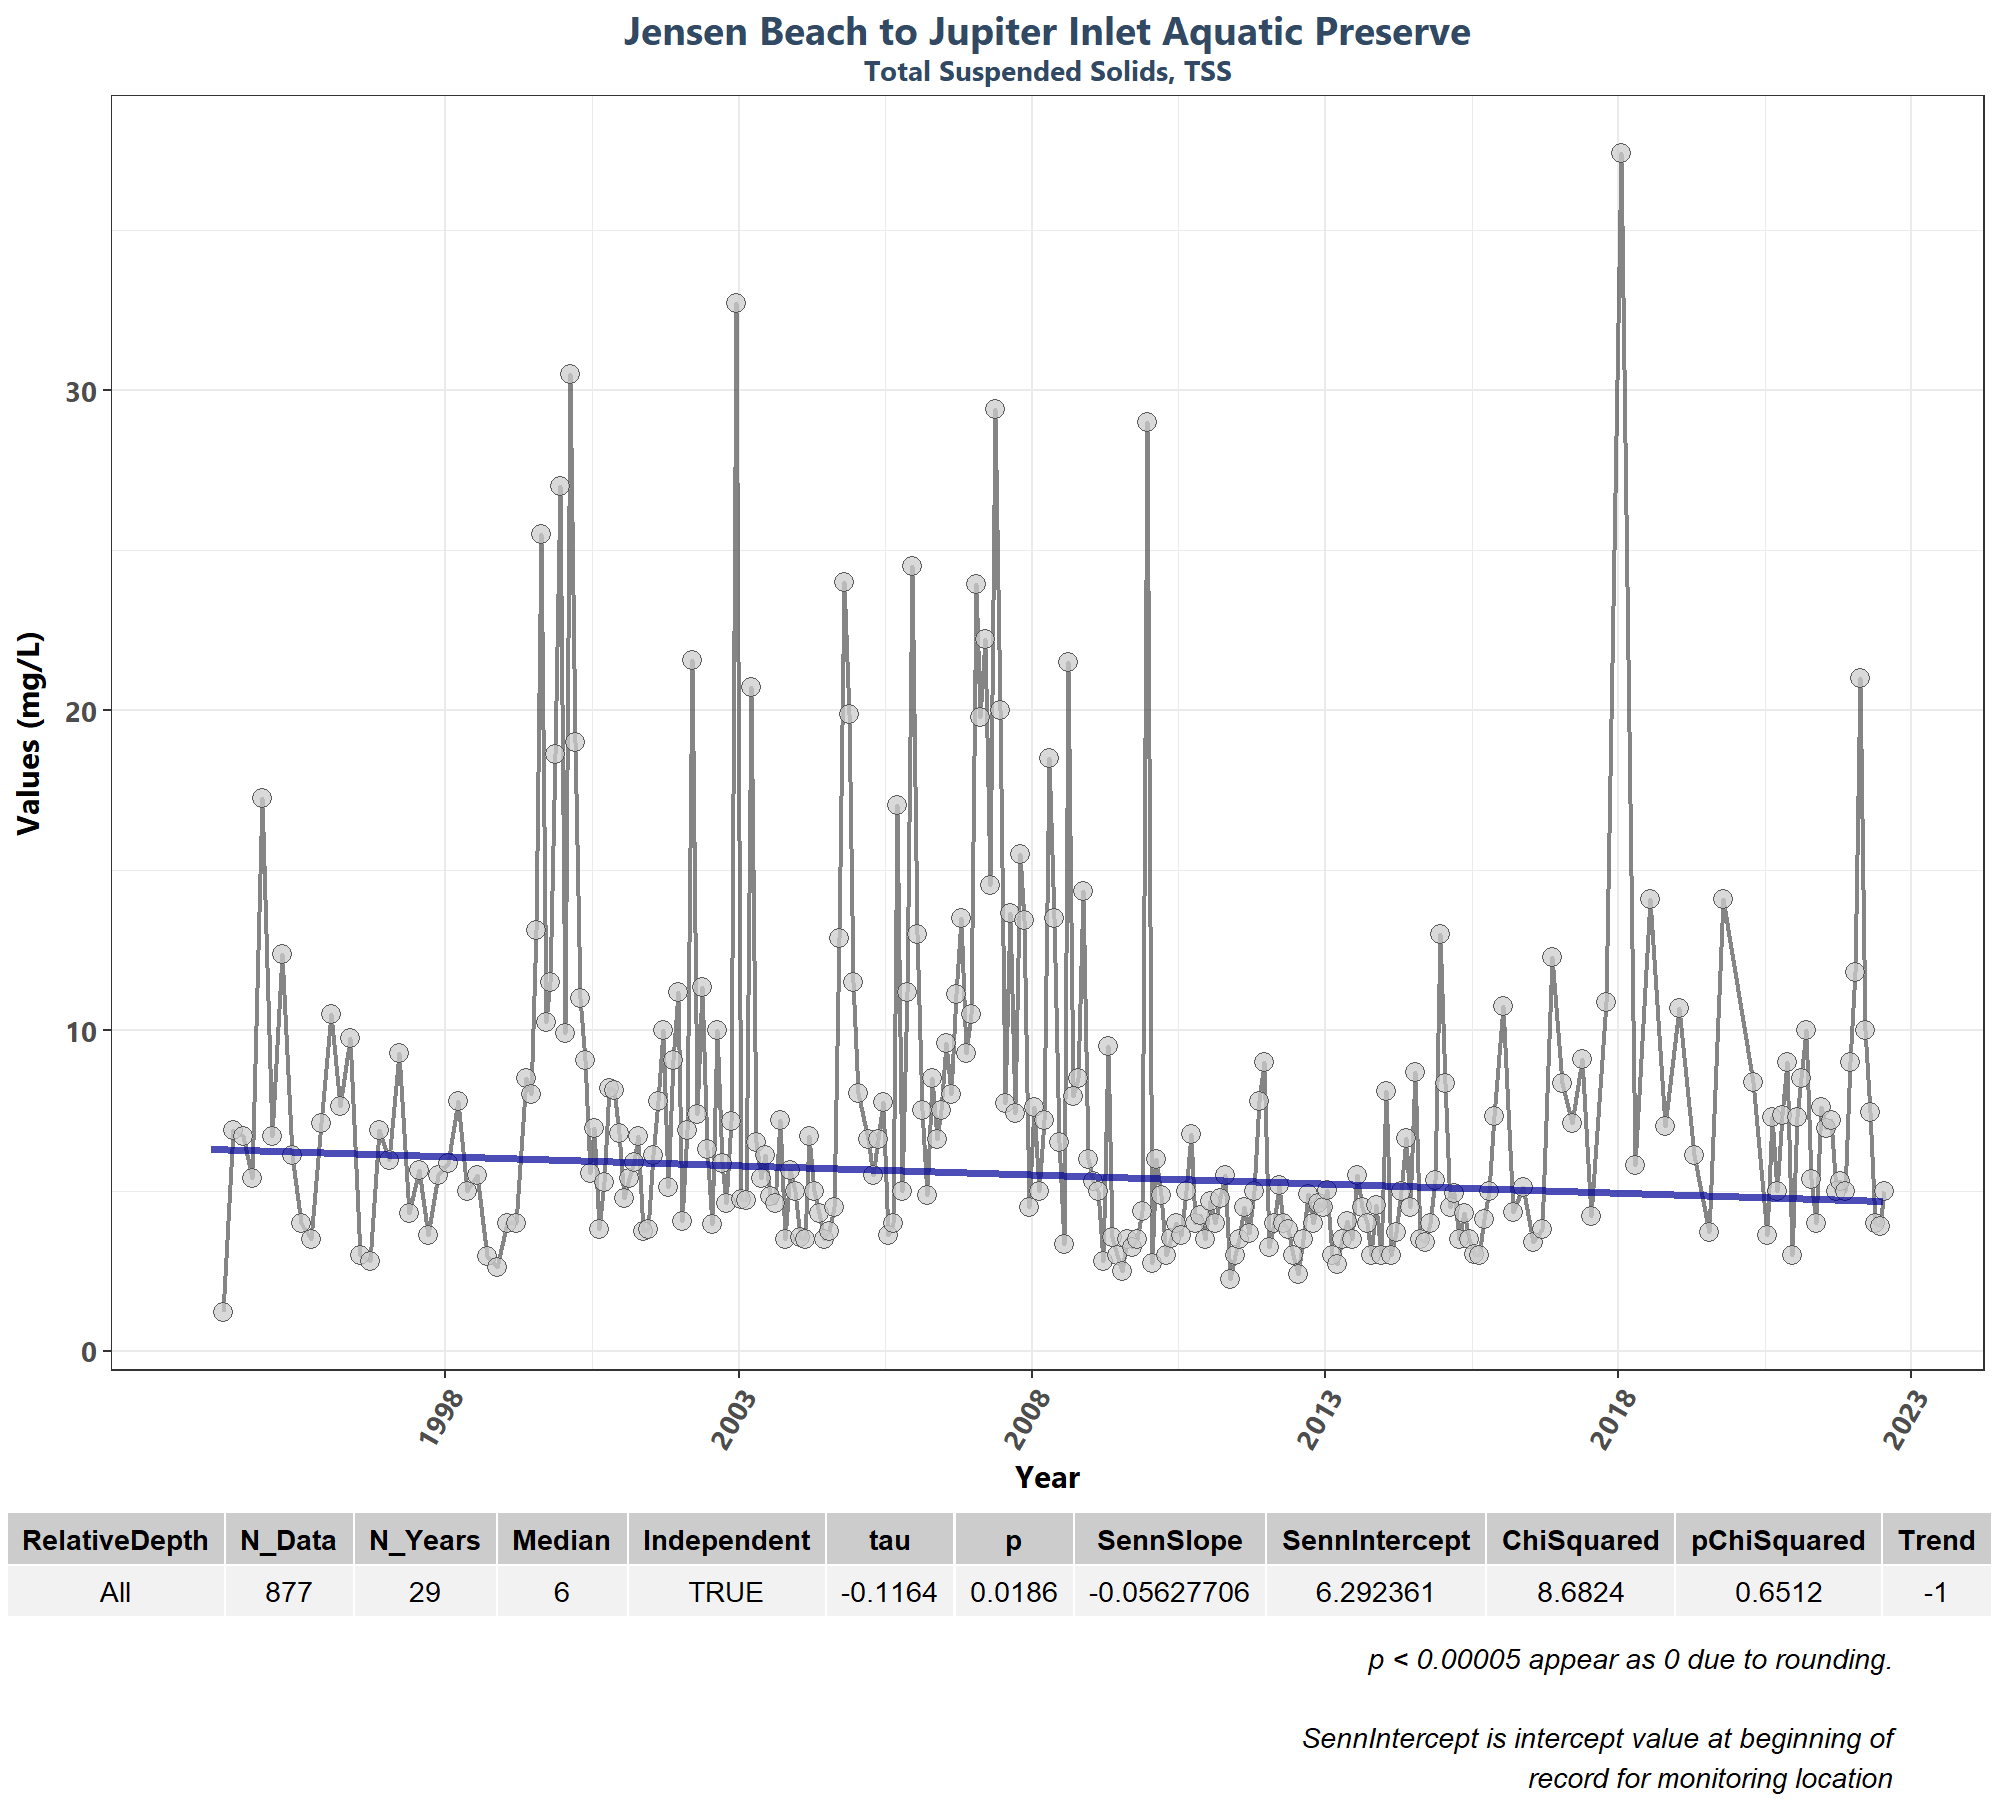 Jensen Beach to Jupiter Inlet Aquatic Preserve
Total Suspended Solids, TSS
Values (mg/L)
30
20
10
0
1998
2003
2008
2013
2018
2023
Year
RelativeDepth N_Data N_Years Median Independent tau p SennSlope SennIntercept ChiSquared pChiSquared Trend
All 877 29 6 TRUE -0.1164 0.0186 -0.05627706 6.292361 8.6824 0.6512 -1
p < 0.00005 appear as 0 due to rounding.
SennIntercept is intercept value at beginning of
record for monitoring location